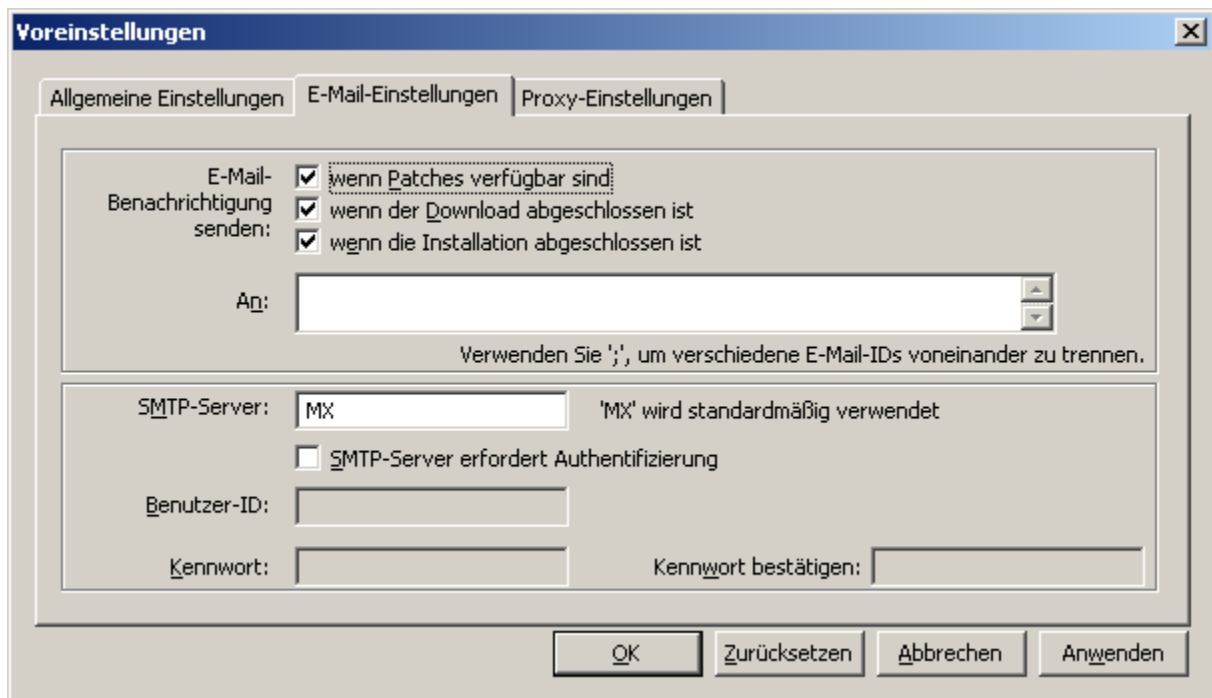 Voreinstellungen
Allgemeine Einstellungen
E-Mail-Einstellungen
Proxy-Einstellungen
E-Mail-
Benachrichtigung
senden:
wenn Patches verfügbar sind
wenn der Download abgeschlossen ist
wenn die Installation abgeschlossen ist
An:
Verwenden Sie ';', um verschiedene E-Mail-IDs voneinander zu trennen.
SMTP-Server: MX 'MX' wird standardmäßig verwendet
SMTP-Server erfordert Authentifizierung
Benutzer-ID:
Kennwort: Kennwort bestätigen:
OK Zurücksetzen Abbrechen Anwenden